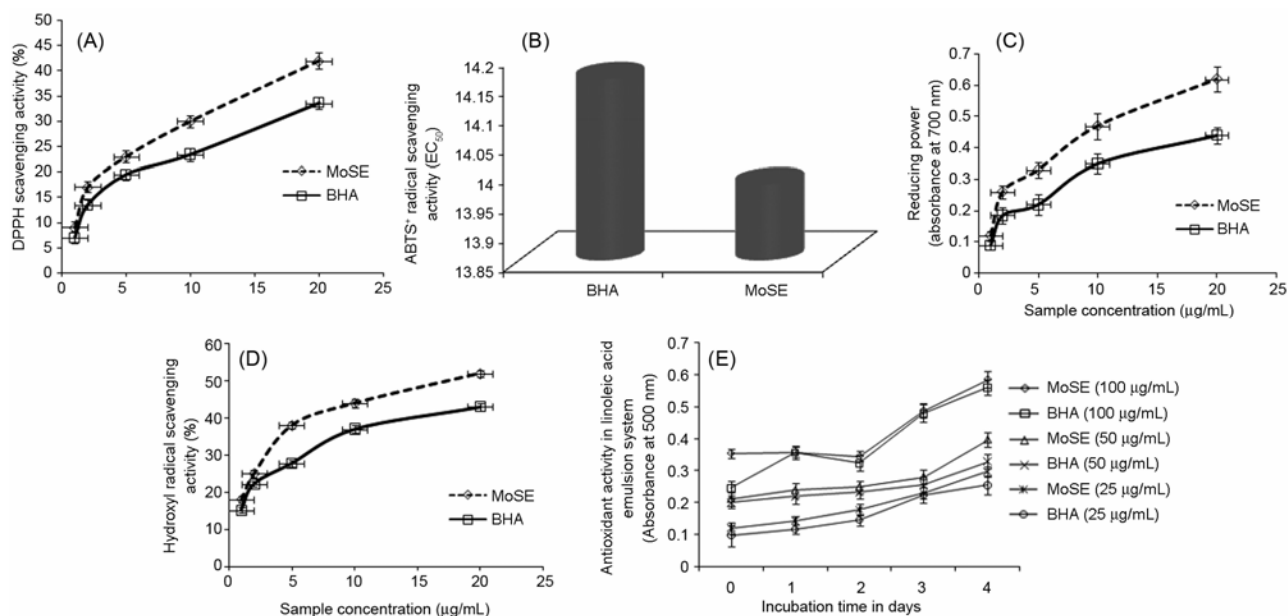 (A)
DPPH scavenging activity (%)
50
45
40
35
30
25
20
15
10
5
0
0 5 10 15 20 25
MoSE
BHA
(B)
ABTS⁺ radical scavenging
activity (EC₅₀)
14.2
14.15
14.1
14.05
14
13.95
13.9
13.85
BHA MoSE
(C)
Reducing power
(absorbance at 700 nm)
0.7
0.6
0.5
0.4
0.3
0.2
0.1
0
0 5 10 15 20 25
Sample concentration (μg/mL)
MoSE
BHA
(D)
Hydroxyl radical scavenging
activity (%)
60
50
40
30
20
10
0
0 5 10 15 20 25
Sample concentration (μg/mL)
MoSE
BHA
(E)
Antioxidant activity in linoleic acid
emulsion system
(Absorbance at 500 nm)
0.7
0.6
0.5
0.4
0.3
0.2
0.1
0
0 1 2 3 4
Incubation time in days
MoSE (100 μg/mL)
BHA (100 μg/mL)
MoSE (50 μg/mL)
BHA (50 μg/mL)
MoSE (25 μg/mL)
BHA (25 μg/mL)